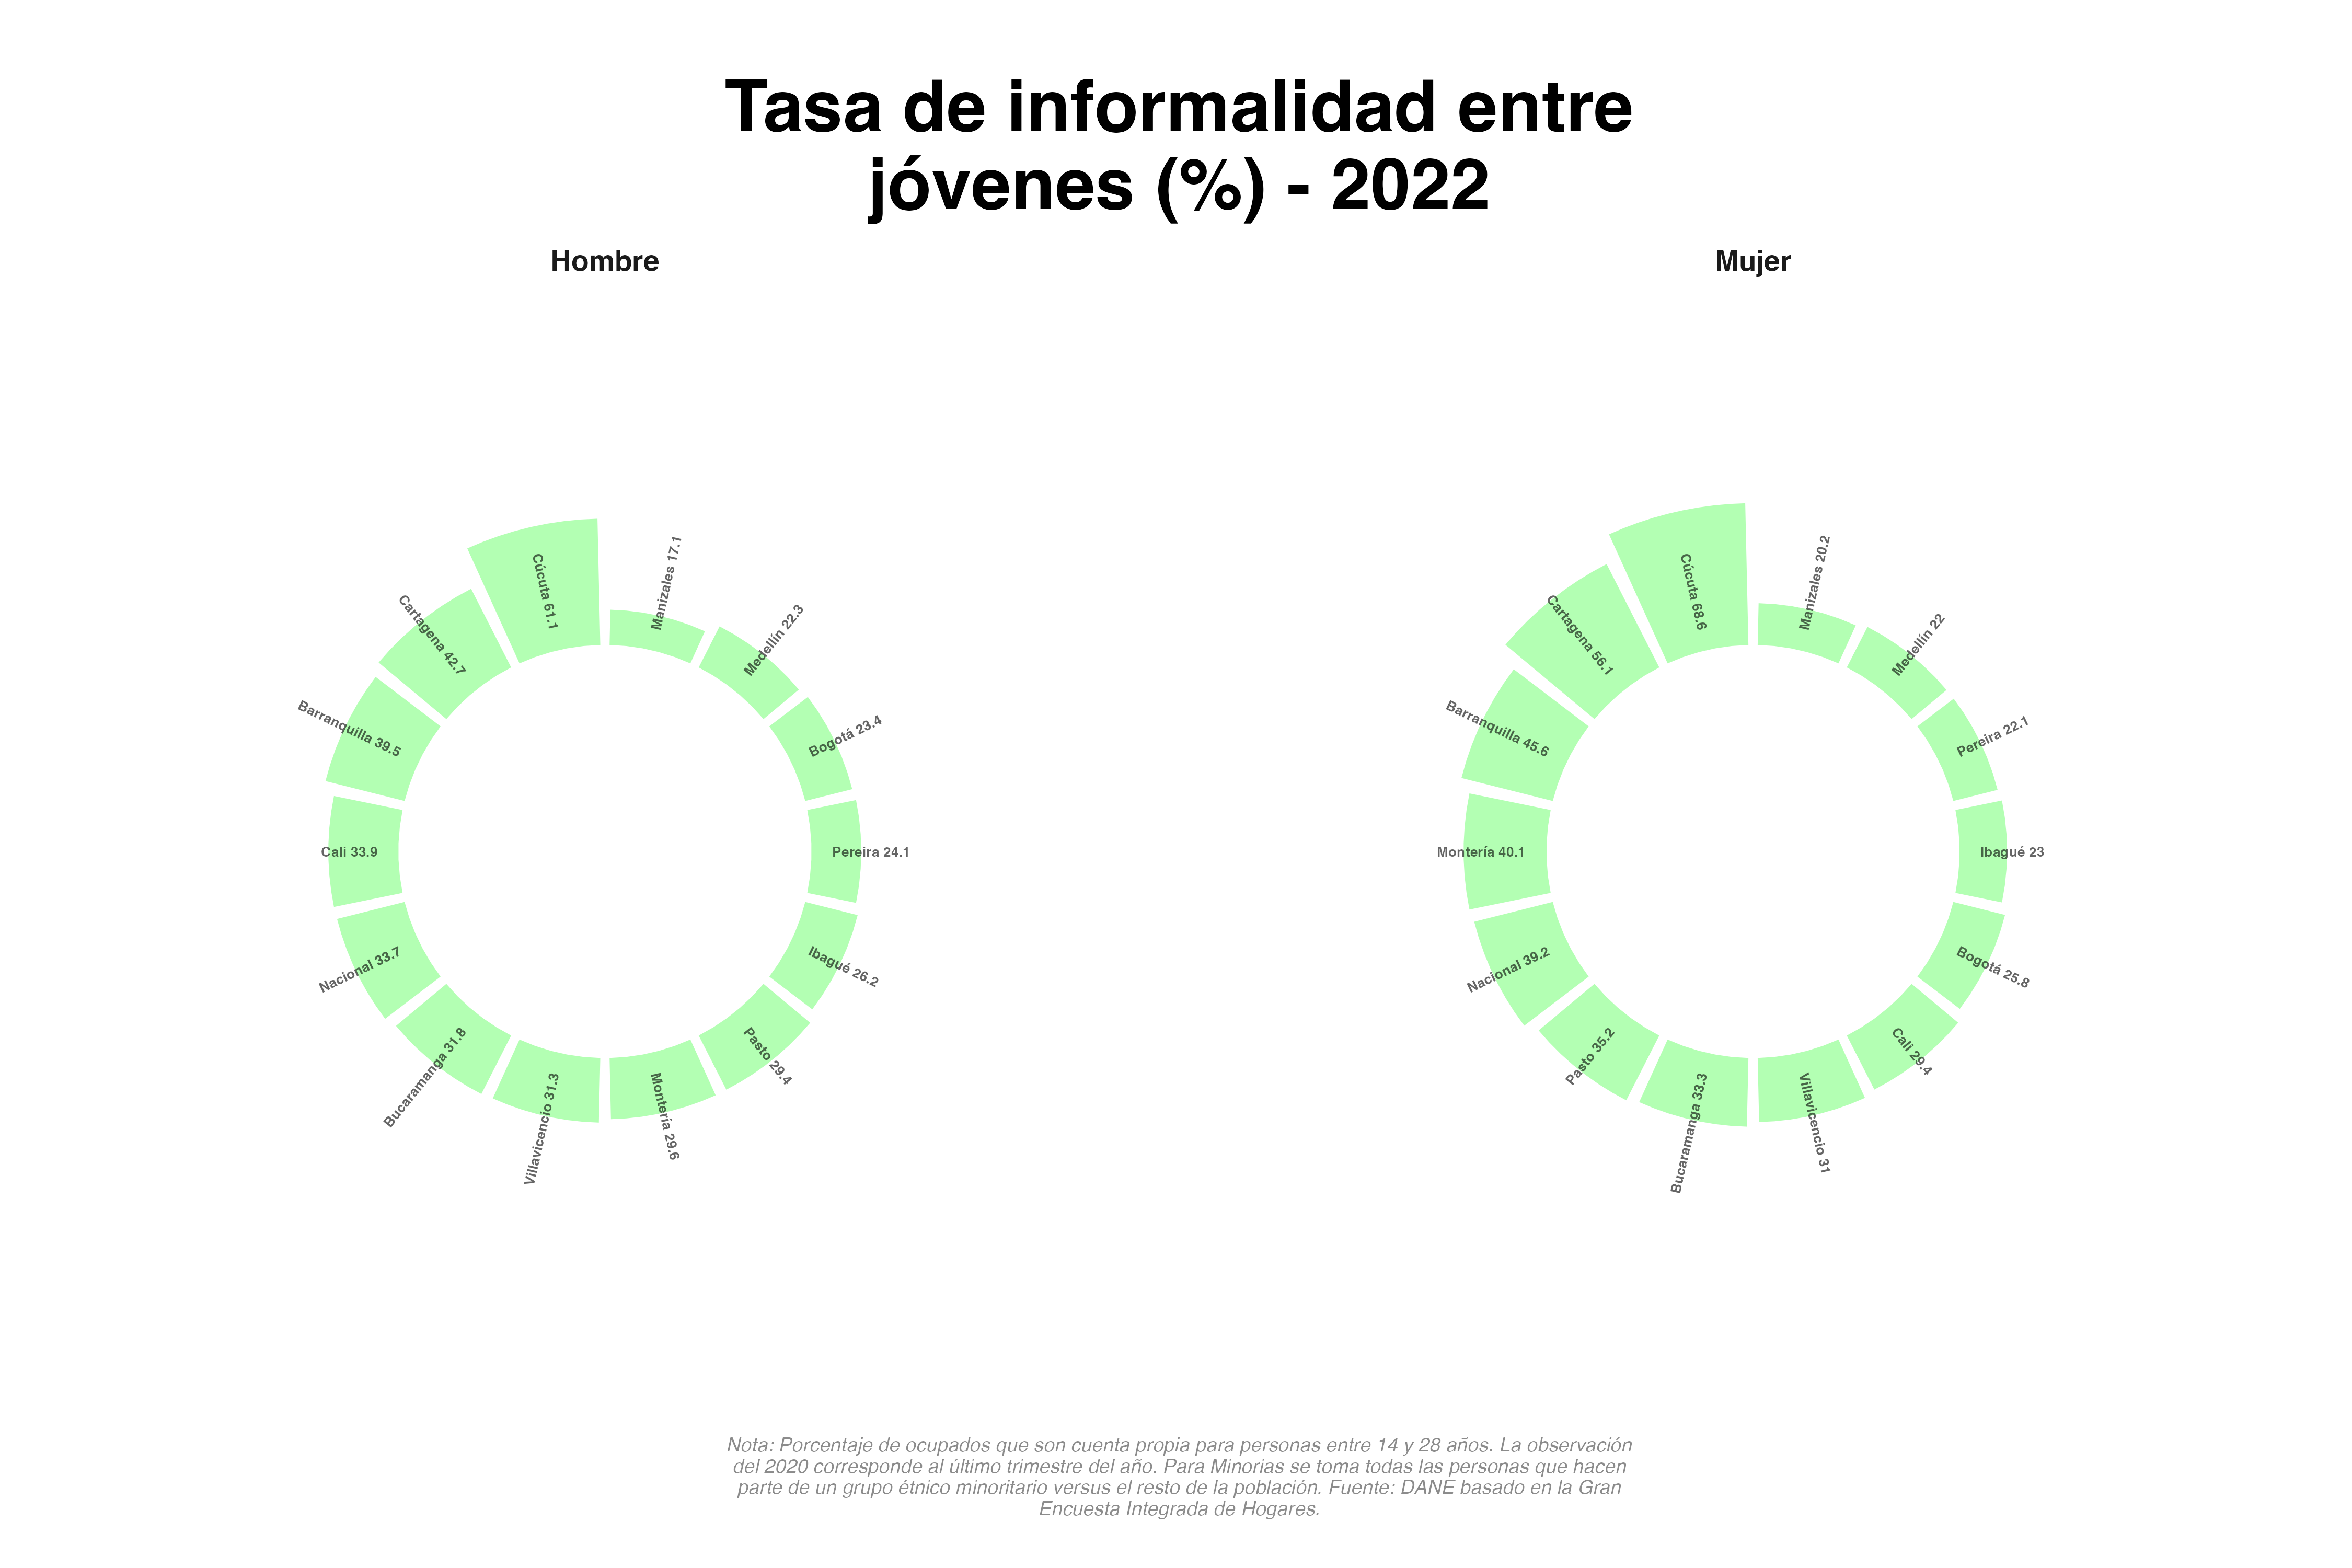 Tasa de informalidad entre
jóvenes (%) - 2022
Hombre
Manizales 17.1
Medellín 22.3
Bogotá 23.4
Pereira 24.1
Ibagué 26.2
Pasto 29.4
Montería 29.6
Villavicencio 31.3
Bucaramanga 31.8
Nacional 33.7
Cali 33.9
Barranquilla 39.5
Cartagena 42.7
Cúcuta 61.1
Mujer
Manizales 20.2
Medellín 22
Pereira 22.1
Ibagué 23
Bogotá 25.8
Cali 29.4
Villavicencio 31
Bucaramanga 33.3
Pasto 35.2
Nacional 39.2
Montería 40.1
Barranquilla 45.6
Cartagena 56.1
Cúcuta 68.6
Nota: Porcentaje de ocupados que son cuenta propia para personas entre 14 y 28 años. La observación
del 2020 corresponde al último trimestre del año. Para Minorias se toma todas las personas que hacen
parte de un grupo étnico minoritario versus el resto de la población. Fuente: DANE basado en la Gran
Encuesta Integrada de Hogares.